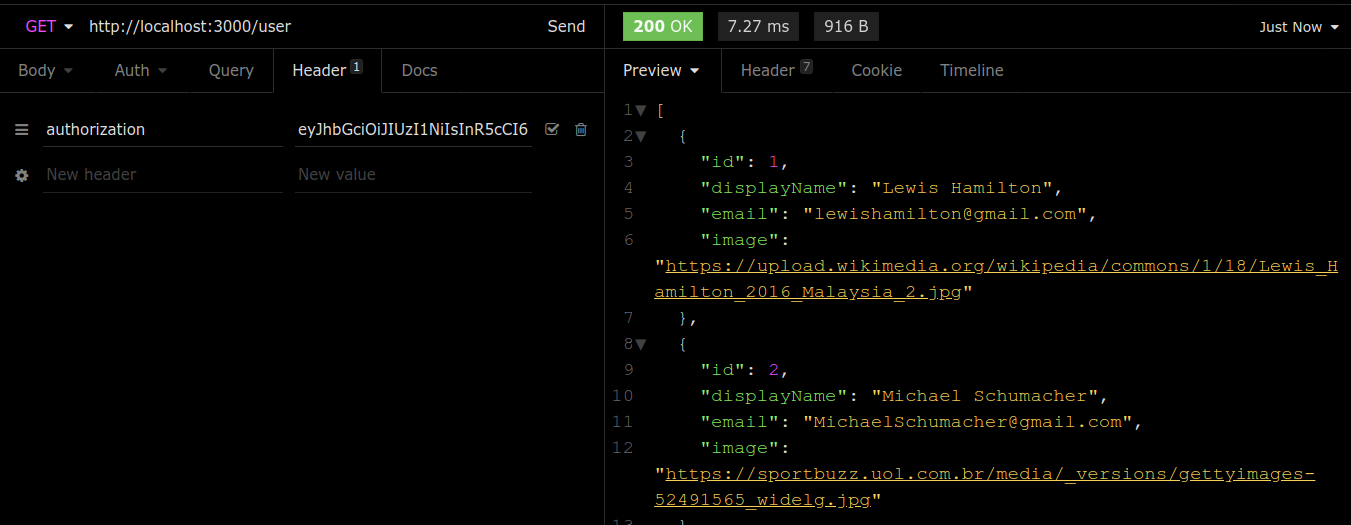 GET http://localhost:3000/user Send
200 OK 7.27 ms 916 B Just Now
Body Auth Query Header 1 Docs
Preview Header 7 Cookie Timeline
authorization eyJhbGciOiJIUzI1NiIsInR5cCI6
New header New value
1 [
2 {
3 "id": 1,
4 "displayName": "Lewis Hamilton",
5 "email": "lewishamilton@gmail.com",
6 "image":
"https://upload.wikimedia.org/wikipedia/commons/1/18/Lewis_H
amilton_2016_Malaysia_2.jpg"
7 },
8 {
9 "id": 2,
10 "displayName": "Michael Schumacher",
11 "email": "MichaelSchumacher@gmail.com",
12 "image":
"https://sportbuzz.uol.com.br/media/_versions/gettyimages-
52491565_widelg.jpg"
13 }